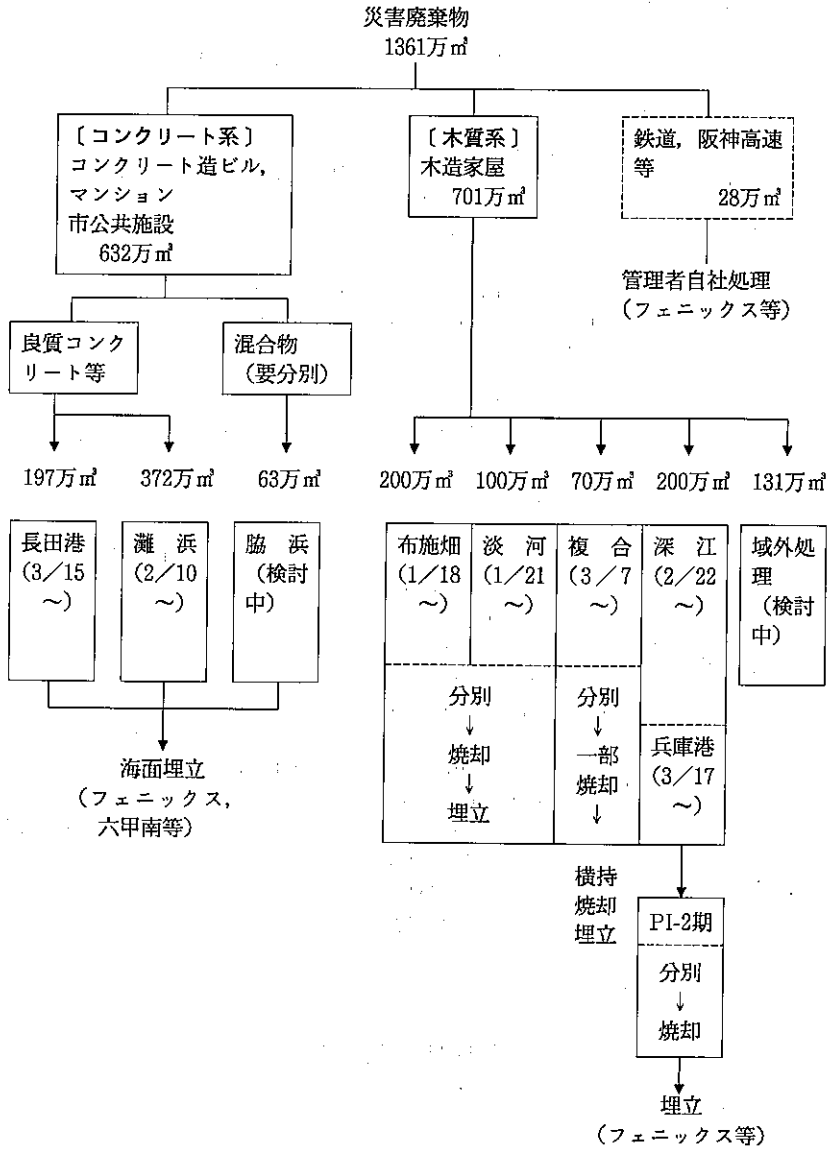 災害廃棄物
1361万㎥
〔コンクリート系〕
コンクリート造ビル,
マンション
市公共施設
632万㎥
〔木質系〕
木造家屋
701万㎥
鉄道,阪神高速
等
28万㎥
管理者自社処理
(フェニックス等)
良質コンク
リート等
混合物
(要分別)
197万㎥
372万㎥
63万㎥
200万㎥
100万㎥
70万㎥
200万㎥
131万㎥
長田港
(3/15
～)
灘浜
(2/10
～)
脇浜
(検討
中)
布施畑
(1/18
～)
淡河
(1/21
～)
複合
(3/7
～)
深江
(2/22
～)
域外処
理
(検討
中)
分別
↓
焼却
↓
埋立
分別
↓
一部
焼却
↓
兵庫港
(3/17
～)
海面埋立
(フェニックス,
六甲南等)
横持
焼却
埋立
PI-2期
分別
↓
焼却
埋立
(フェニックス等)